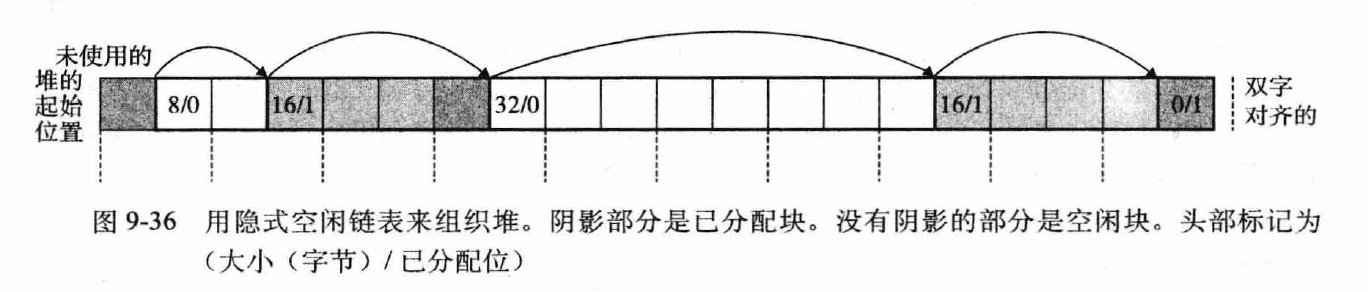 未使用的
堆的
起始
位置
8/0
16/1
32/0
16/1
0/1
双字
对齐的
图 9-36 用隐式空闲链表来组织堆。阴影部分是已分配块。没有阴影的部分是空闲块。头部标记为
（大小（字节）/ 已分配位）